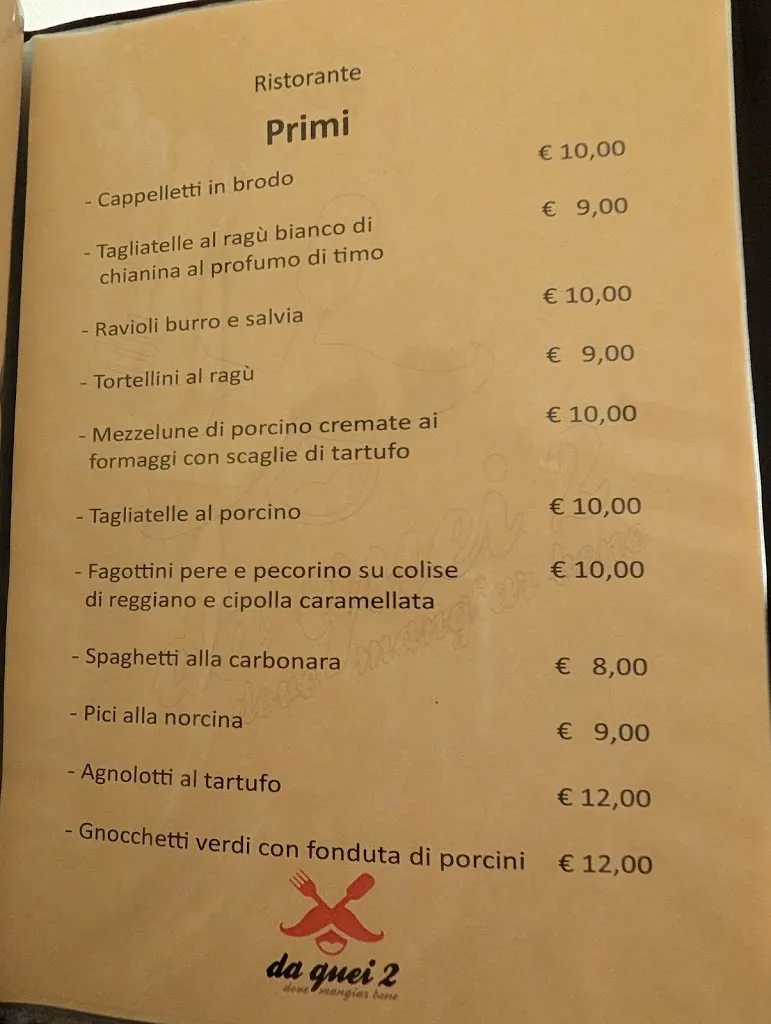 Ristorante
Primi
- Cappelletti in brodo € 10,00
- Tagliatelle al ragù bianco di € 9,00
chianina al profumo di timo
- Ravioli burro e salvia € 10,00
- Tortellini al ragù € 9,00
- Mezzelune di porcino cremate ai € 10,00
formaggi con scaglie di tartufo
- Tagliatelle al porcino € 10,00
- Fagottini pere e pecorino su colise € 10,00
di reggiano e cipolla caramellata
- Spaghetti alla carbonara € 8,00
- Pici alla norcina € 9,00
- Agnolotti al tartufo € 12,00
- Gnocchetti verdi con fonduta di porcini € 12,00
da quei 2
dove mangiar bene